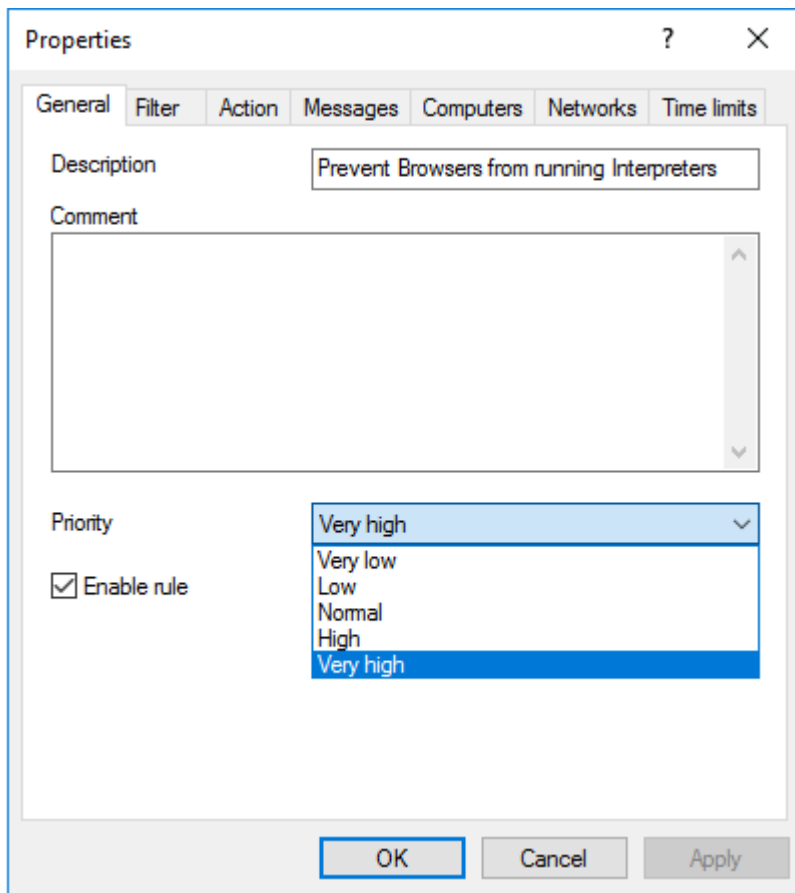 Properties
?
General Filter Action Messages Computers Networks Time limits
Description Prevent Browsers from running Interpreters
Comment
Priority Very high
Very low
Enable rule Low
Normal
High
Very high
OK Cancel Apply